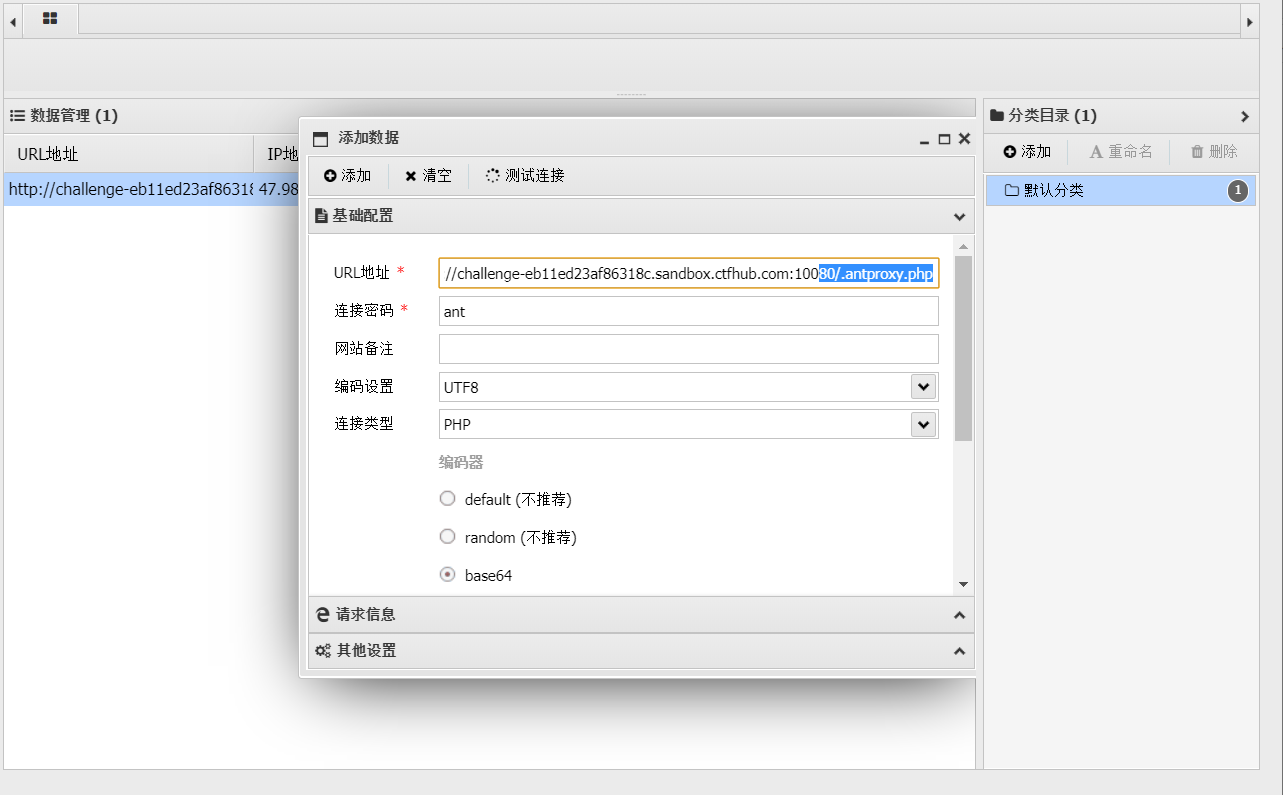 数据管理 (1)
URL地址 IP地
http://challenge-eb11ed23af86318 47.98
添加数据
添加 清空 测试连接
基础配置
URL地址 * //challenge-eb11ed23af86318c.sandbox.ctfhub.com:10080/.antproxy.php
连接密码 * ant
网站备注
编码设置 UTF8
连接类型 PHP
编码器
default (不推荐)
random (不推荐)
base64
请求信息
其他设置
分类目录 (1)
添加 A 重命名 删除
默认分类 1